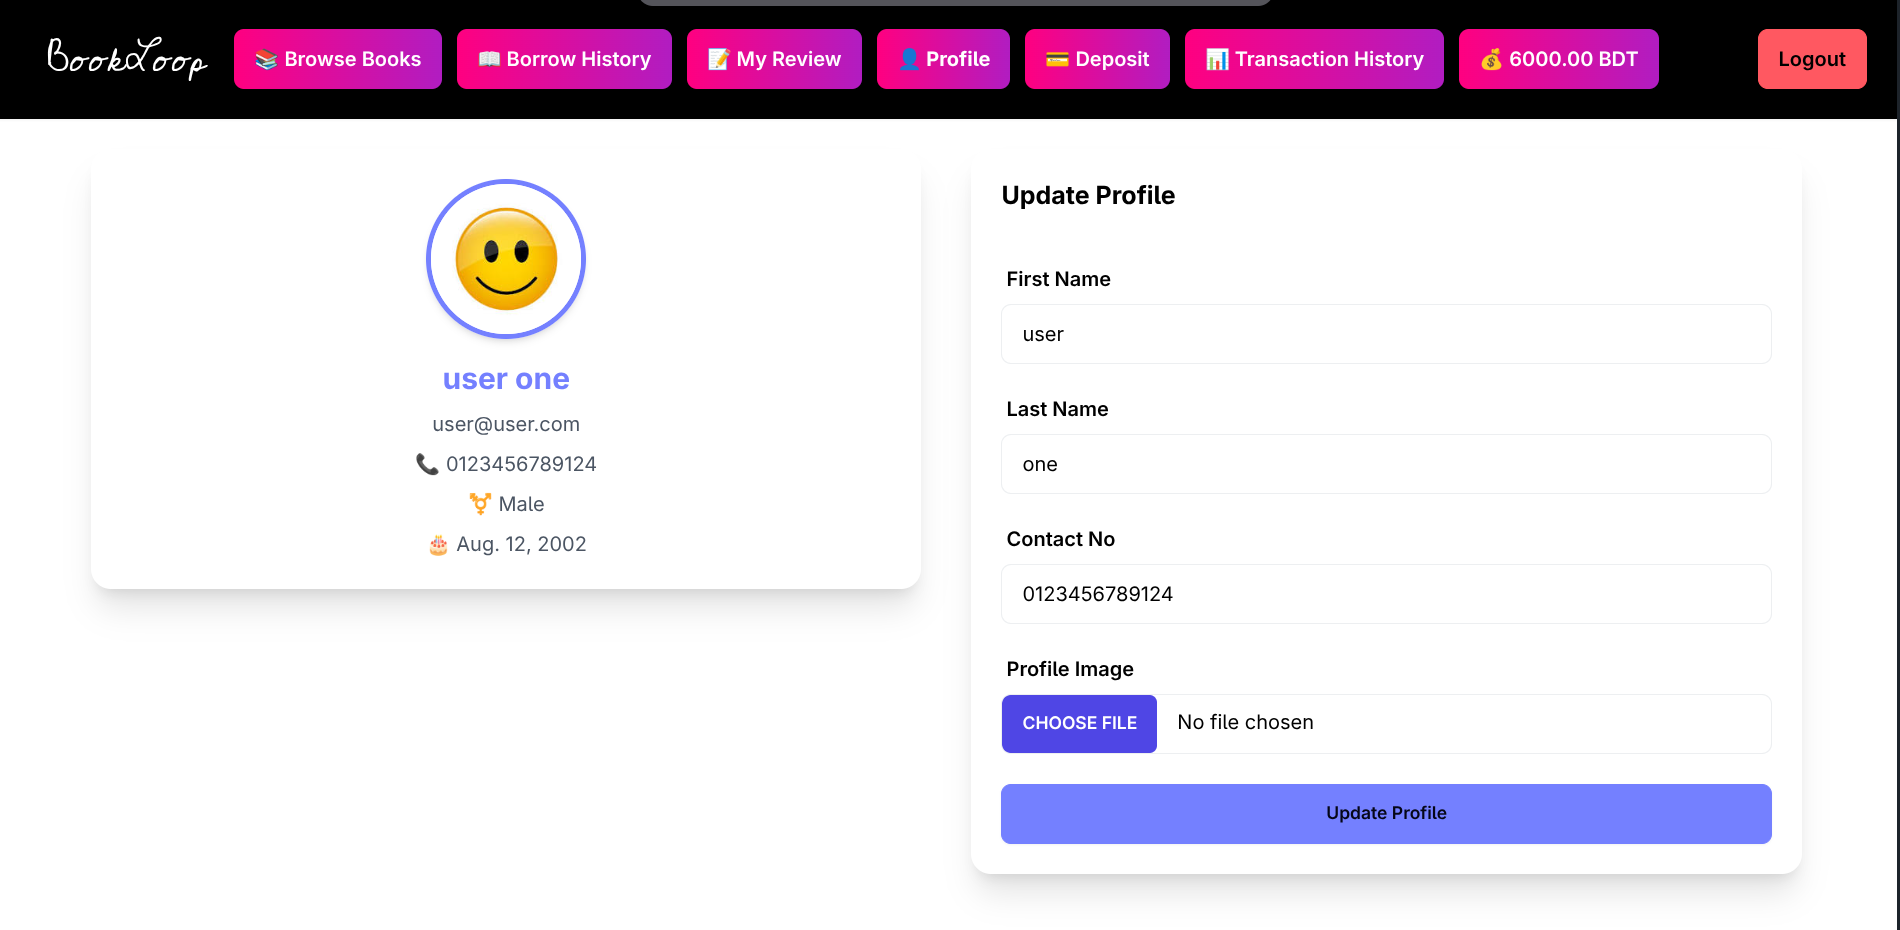 BookLoop
📚 Browse Books
📖 Borrow History
📝 My Review
👤 Profile
💳 Deposit
📊 Transaction History
💰 6000.00 BDT
Logout
user one
user@user.com
📞 0123456789124
⚧ Male
🎂 Aug. 12, 2002
Update Profile
First Name
user
Last Name
one
Contact No
0123456789124
Profile Image
CHOOSE FILE No file chosen
Update Profile